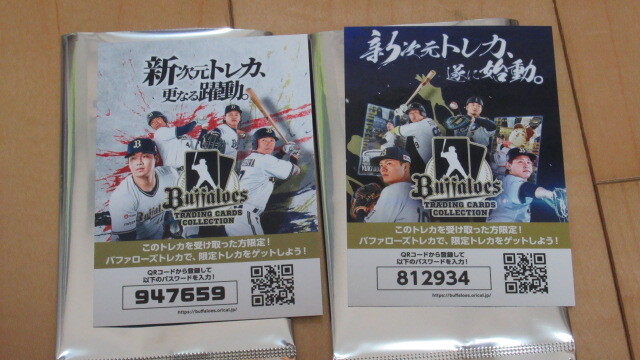 新次元トレカ、
更なる躍動。
Buffaloes
TRADING CARDS
COLLECTION
このトレカを受け取った方限定!
バファローズトレカで、限定トレカをゲットしよう!
QRコードから登録して
以下のパスワードを入力!
947659
https://buffaloes.orical.jp/
新次元トレカ、
遂に始動。
Buffaloes
TRADING CARDS
COLLECTION
このトレカを受け取った方限定!
バファローズトレカで、限定トレカをゲットしよう!
QRコードから登録して
以下のパスワードを入力!
812934
https://buffaloes.orical.jp/